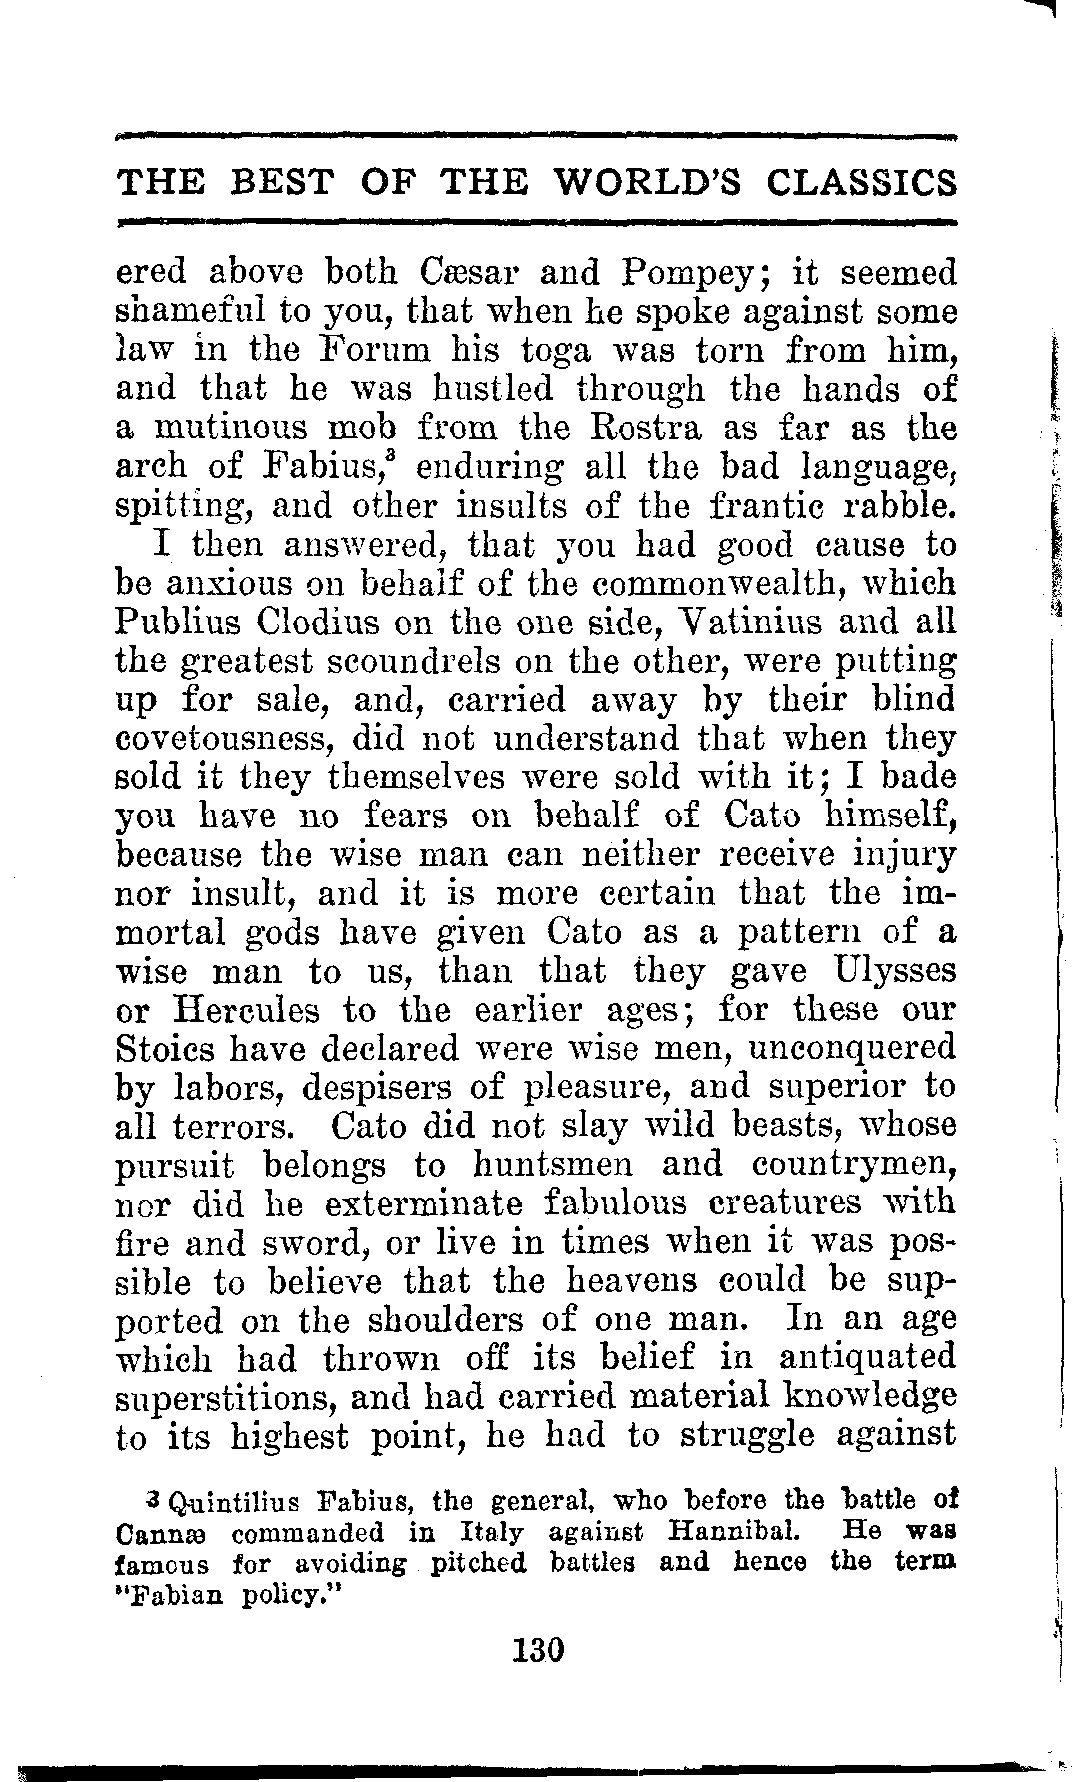 THE BEST OF THE WORLD'S CLASSICS
ered above both Cæsar and Pompey; it seemed
shameful to you, that when he spoke against some
law in the Forum his toga was torn from him,
and that he was hustled through the hands of
a mutinous mob from the Rostra as far as the
arch of Fabius,³ enduring all the bad language,
spitting, and other insults of the frantic rabble.
I then answered, that you had good cause to
be anxious on behalf of the commonwealth, which
Publius Clodius on the one side, Vatinius and all
the greatest scoundrels on the other, were putting
up for sale, and, carried away by their blind
covetousness, did not understand that when they
sold it they themselves were sold with it; I bade
you have no fears on behalf of Cato himself,
because the wise man can neither receive injury
nor insult, and it is more certain that the im-
mortal gods have given Cato as a pattern of a
wise man to us, than that they gave Ulysses
or Hercules to the earlier ages; for these our
Stoics have declared were wise men, unconquered
by labors, despisers of pleasure, and superior to
all terrors. Cato did not slay wild beasts, whose
pursuit belongs to huntsmen and countrymen,
nor did he exterminate fabulous creatures with
fire and sword, or live in times when it was pos-
sible to believe that the heavens could be sup-
ported on the shoulders of one man. In an age
which had thrown off its belief in antiquated
superstitions, and had carried material knowledge
to its highest point, he had to struggle against
3 Quintilius Fabius, the general, who before the battle of
Cannæ commanded in Italy against Hannibal. He was
famous for avoiding pitched battles and hence the term
"Fabian policy."
130